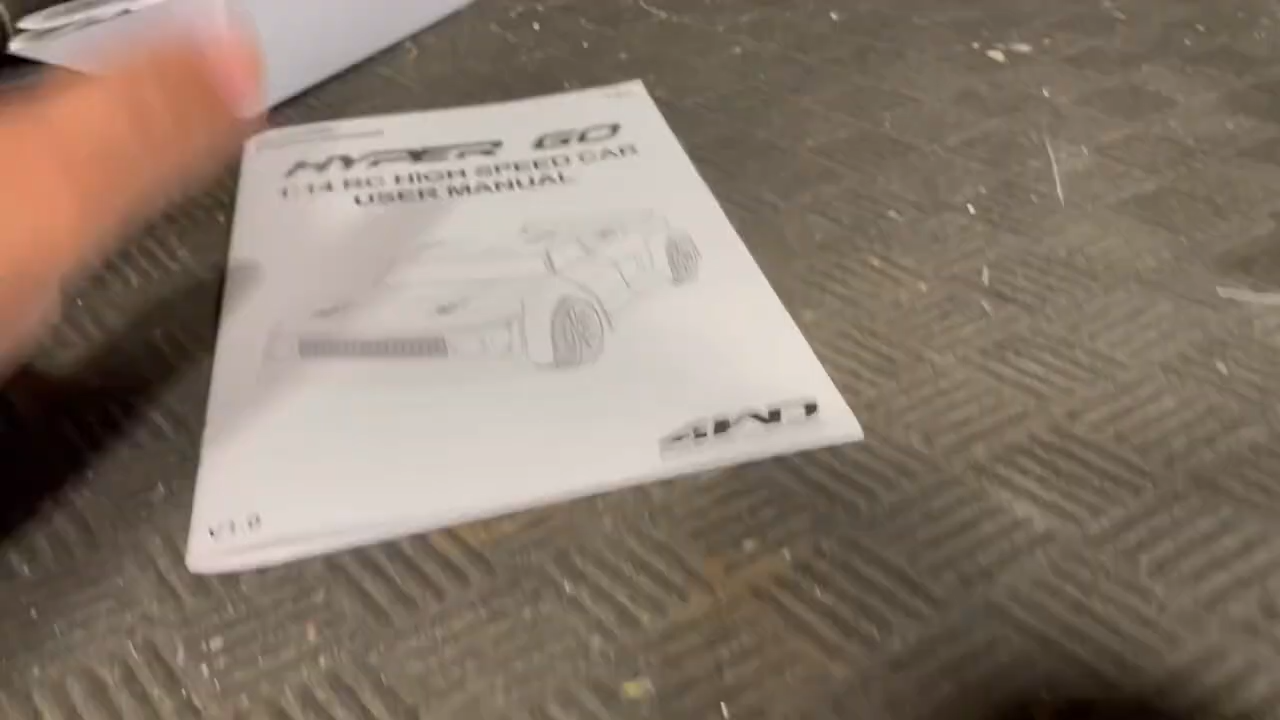 HYPER GO
1:14 RC HIGH SPEED CAR
USER MANUAL
4WD
V1.0